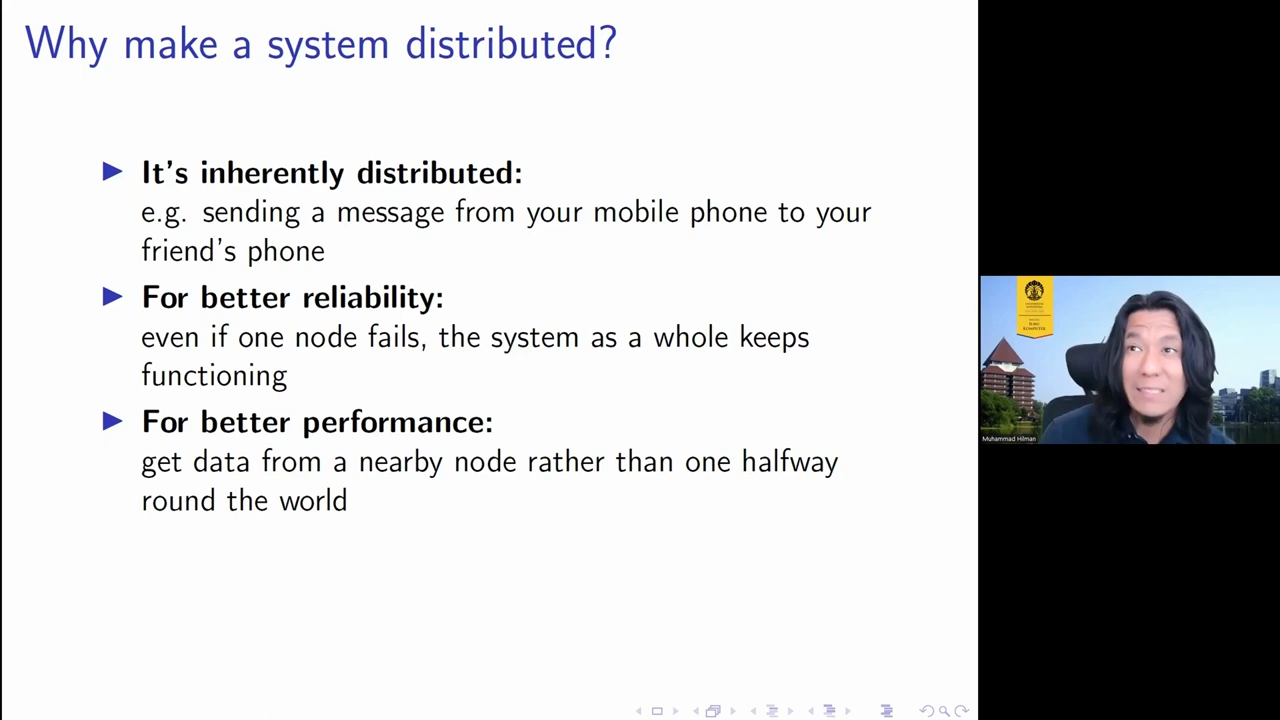 Why make a system distributed?
It's inherently distributed:
e.g. sending a message from your mobile phone to your
friend's phone
For better reliability:
even if one node fails, the system as a whole keeps
functioning
For better performance:
get data from a nearby node rather than one halfway
round the world
ILMU
KOMPUTER
Muhammad Hilman